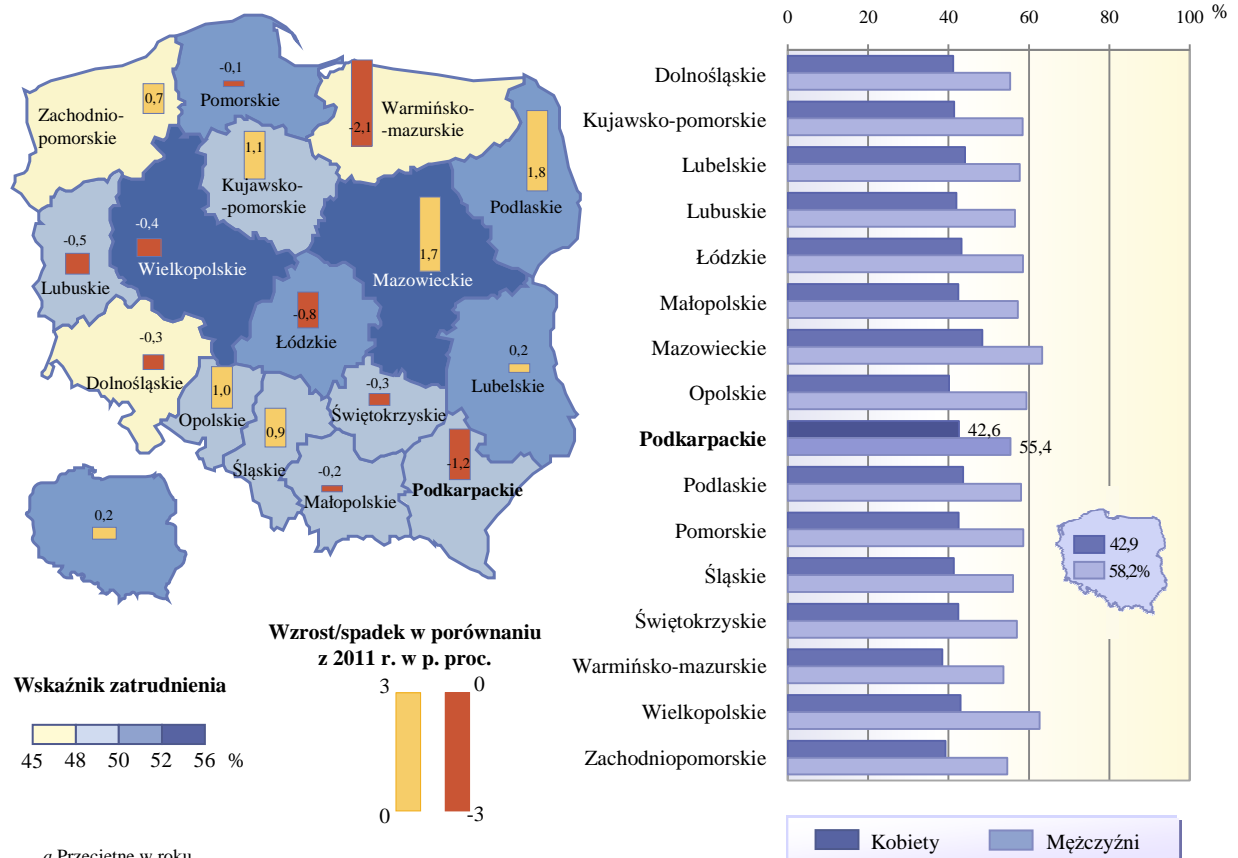 -0,1
Pomorskie
0,7
Zachodnio-
pomorskie
-2,1
Warmińsko-
-mazurskie
1,1
Kujawsko-
-pomorskie
1,8
Podlaskie
-0,5
Lubuskie
-0,4
Wielkopolskie
1,7
Mazowieckie
-0,8
Łódzkie
-0,3
Dolnośląskie
0,2
Lubelskie
1,0
Opolskie
0,9
Śląskie
-0,3
Świętokrzyskie
-0,2
Małopolskie
-1,2
Podkarpackie
0,2
Wskaźnik zatrudnienia
45 48 50 52 56 %
Wzrost/spadek w porównaniu
z 2011 r. w p. proc.
3 0
0 -3
a Przeciętne w roku
0 20 40 60 80 100 %
Dolnośląskie
Kujawsko-pomorskie
Lubelskie
Lubuskie
Łódzkie
Małopolskie
Mazowieckie
Opolskie
Podkarpackie 42,6
55,4
Podlaskie
Pomorskie
Śląskie
Świętokrzyskie
Warmińsko-mazurskie
Wielkopolskie
Zachodniopomorskie
42,9
58,2%
Kobiety Mężczyźni